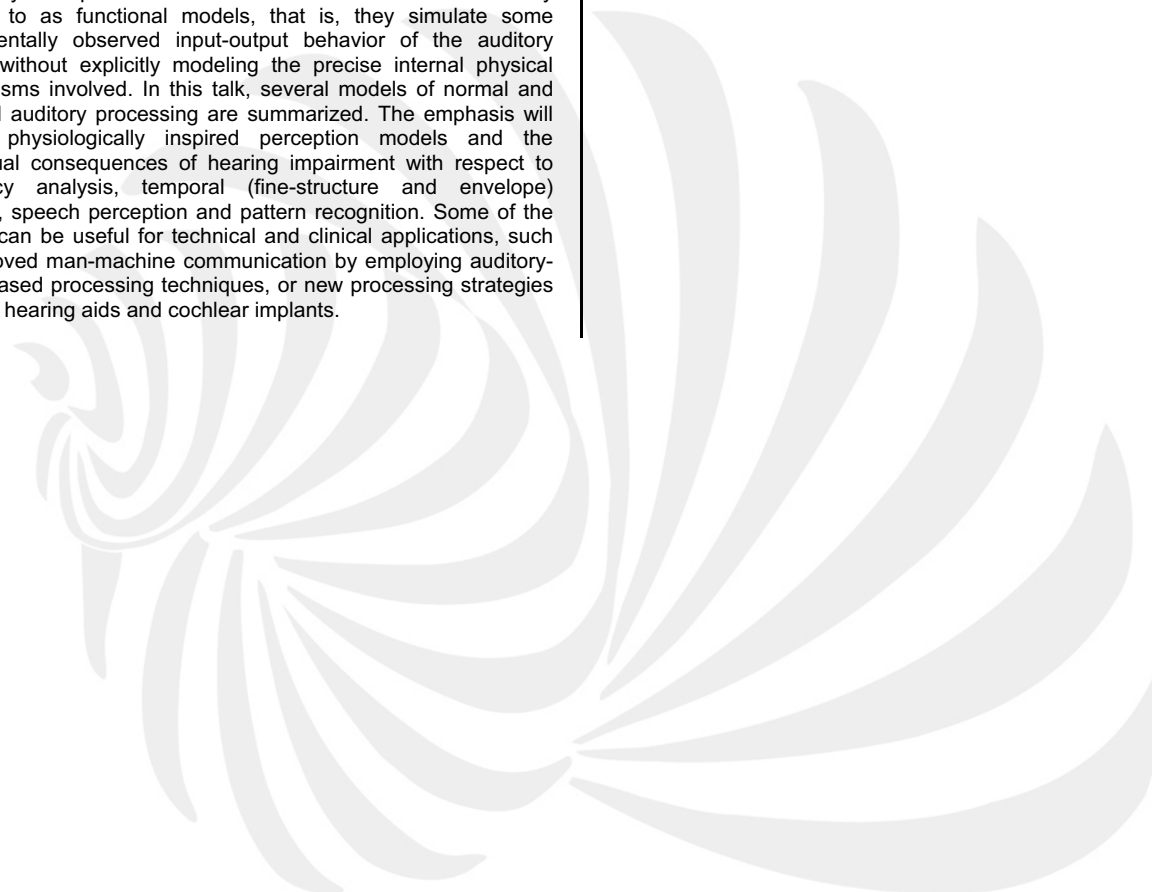 to as functional models, that is, they simulate some
entally observed input-output behavior of the auditory
without explicitly modeling the precise internal physical
sms involved. In this talk, several models of normal and
auditory processing are summarized. The emphasis will
physiologically inspired perception models and the
ual consequences of hearing impairment with respect to
cy analysis, temporal (fine-structure and envelope)
, speech perception and pattern recognition. Some of the
can be useful for technical and clinical applications, such
oved man-machine communication by employing auditory-
ased processing techniques, or new processing strategies
hearing aids and cochlear implants.